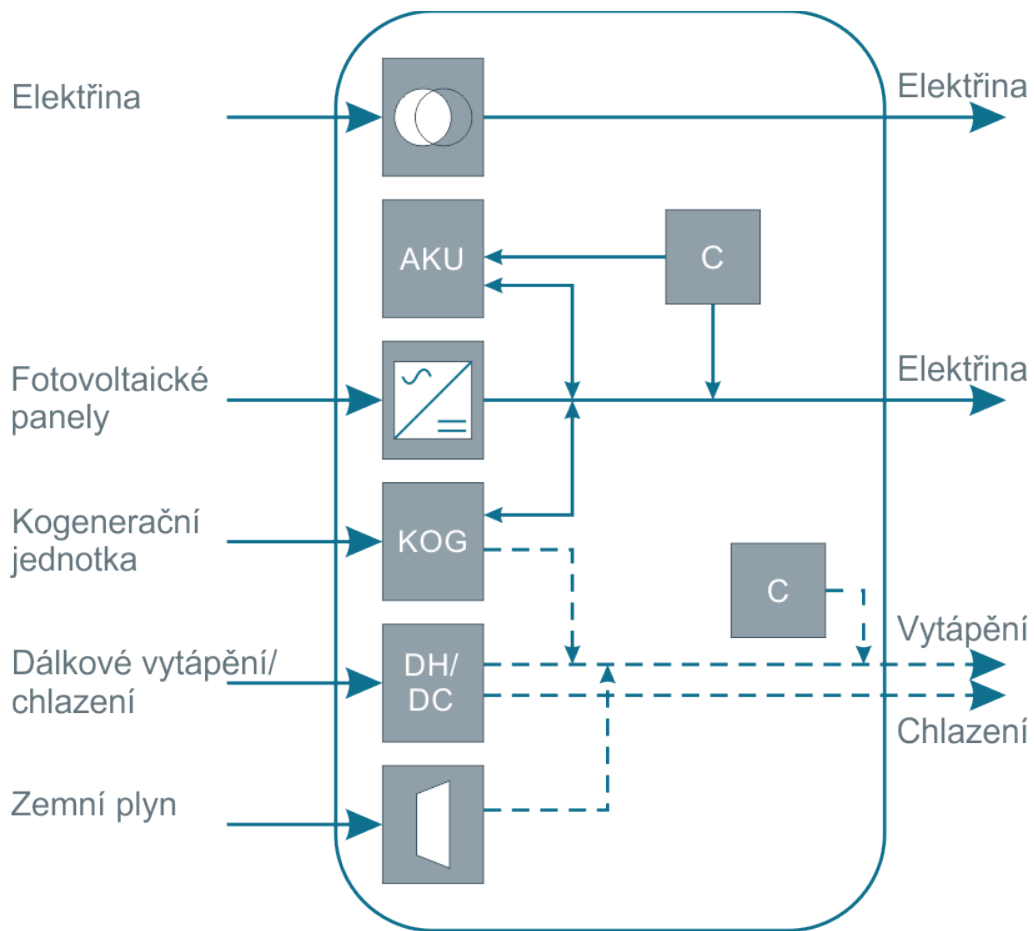 Elektřina
Elektřina
AKU
C
Fotovoltaické
panely
Elektřina
Kogenerační
jednotka
KOG
C
Dálkové vytápění/
chlazení
DH/
DC
Vytápění
Chlazení
Zemní plyn